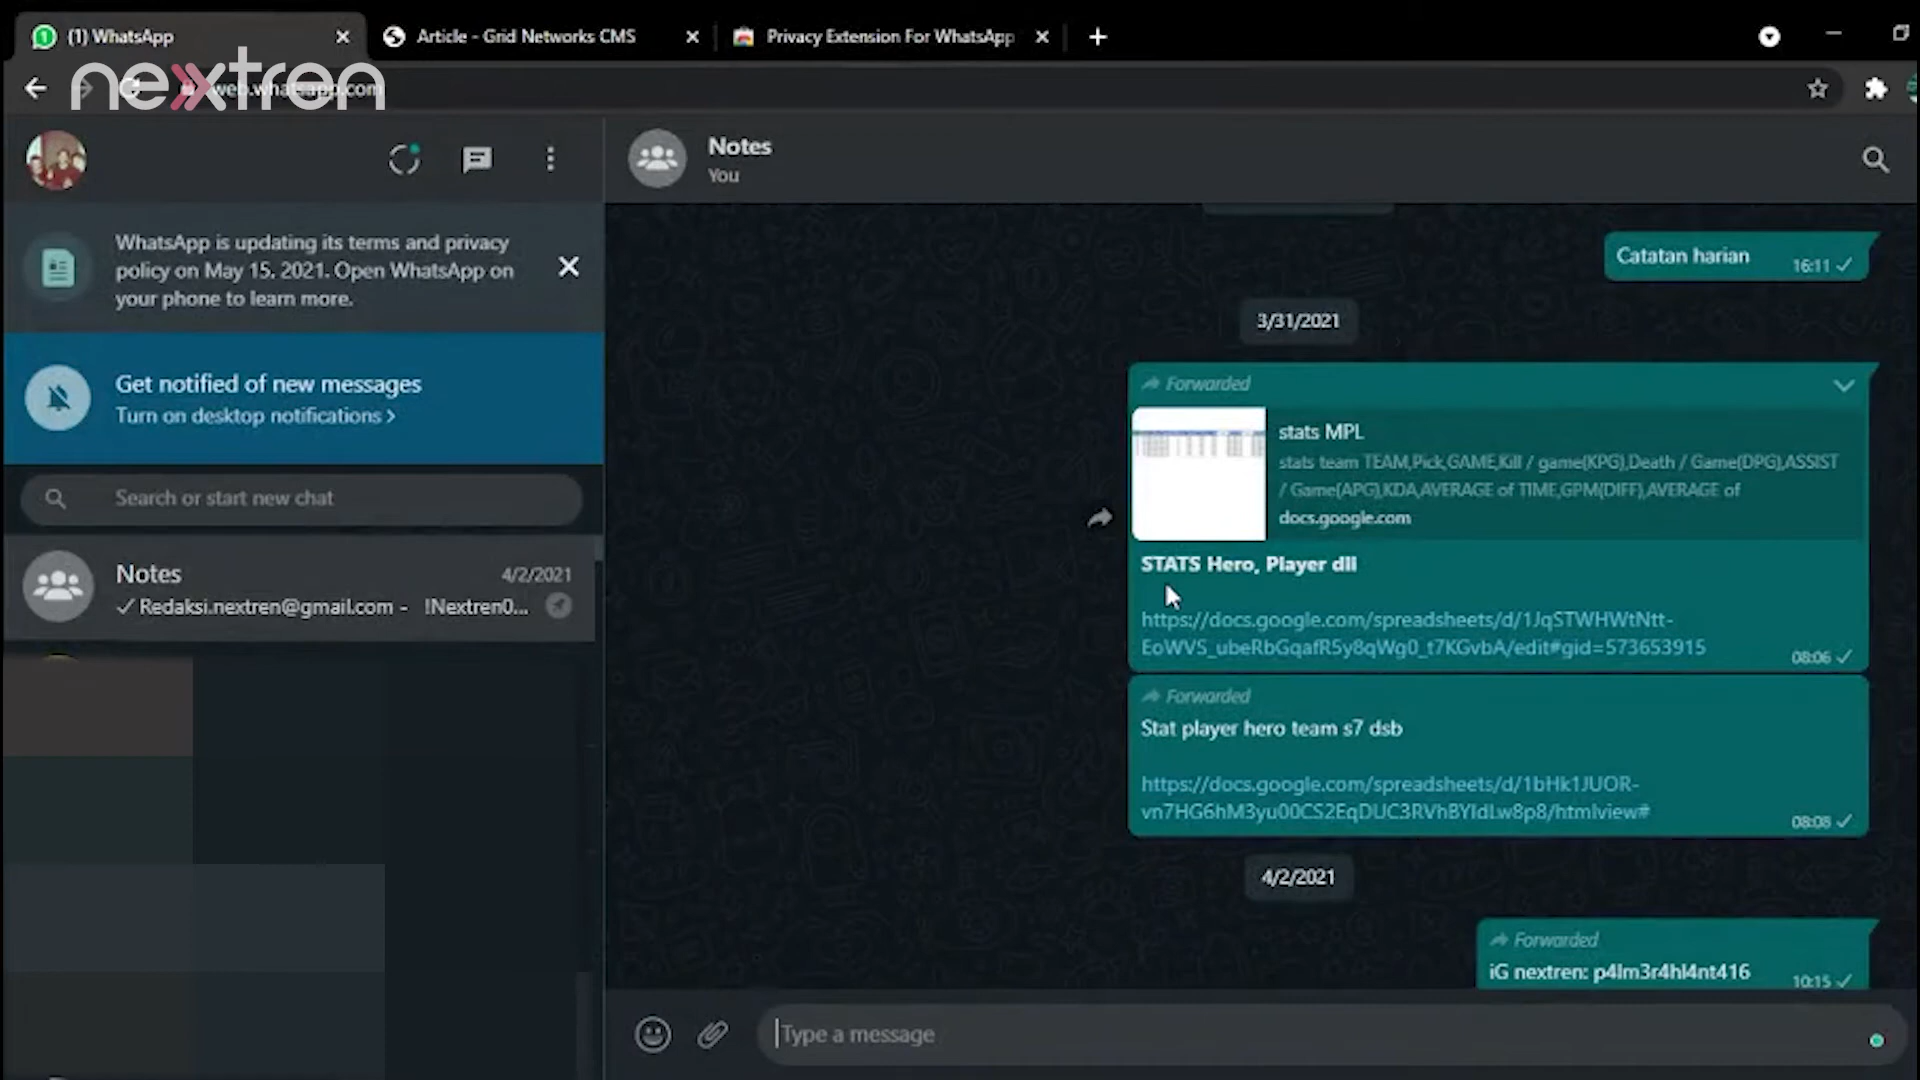 (1) WhatsApp
Article - Grid Networks CMS
Privacy Extension For WhatsApp
nextren
web.whatsapp.com
Notes
You
WhatsApp is updating its terms and privacy
policy on May 15, 2021. Open WhatsApp on
your phone to learn more.
Get notified of new messages
Turn on desktop notifications >
Search or start new chat
Notes
4/2/2021
Redaksi.nextren@gmail.com - !Nextren0...
Catatan harian
16:11
3/31/2021
Forwarded
stats MPL
stats team TEAM,Pick,GAME,Kill / game(KPG),Death / Game(DPG),ASSIST
/ Game(APG),KDA,AVERAGE of TIME,GPM(DIFF),AVERAGE of
docs.google.com
STATS Hero, Player dll
https://docs.google.com/spreadsheets/d/1JqSTWHWtNtt-
EoWVS_ubeRbGqafR5y8qWg0_t7KGvbA/edit#gid=573653915
08:06
Forwarded
Stat player hero team s7 dsb
https://docs.google.com/spreadsheets/d/1bHk1JUOR-
vn7HG6hM3yu00CS2EqDUC3RVhBYIdLw8p8/htmlview#
08:08
4/2/2021
Forwarded
iG nextren: p4lm3r4hl4nt416
10:15
Type a message